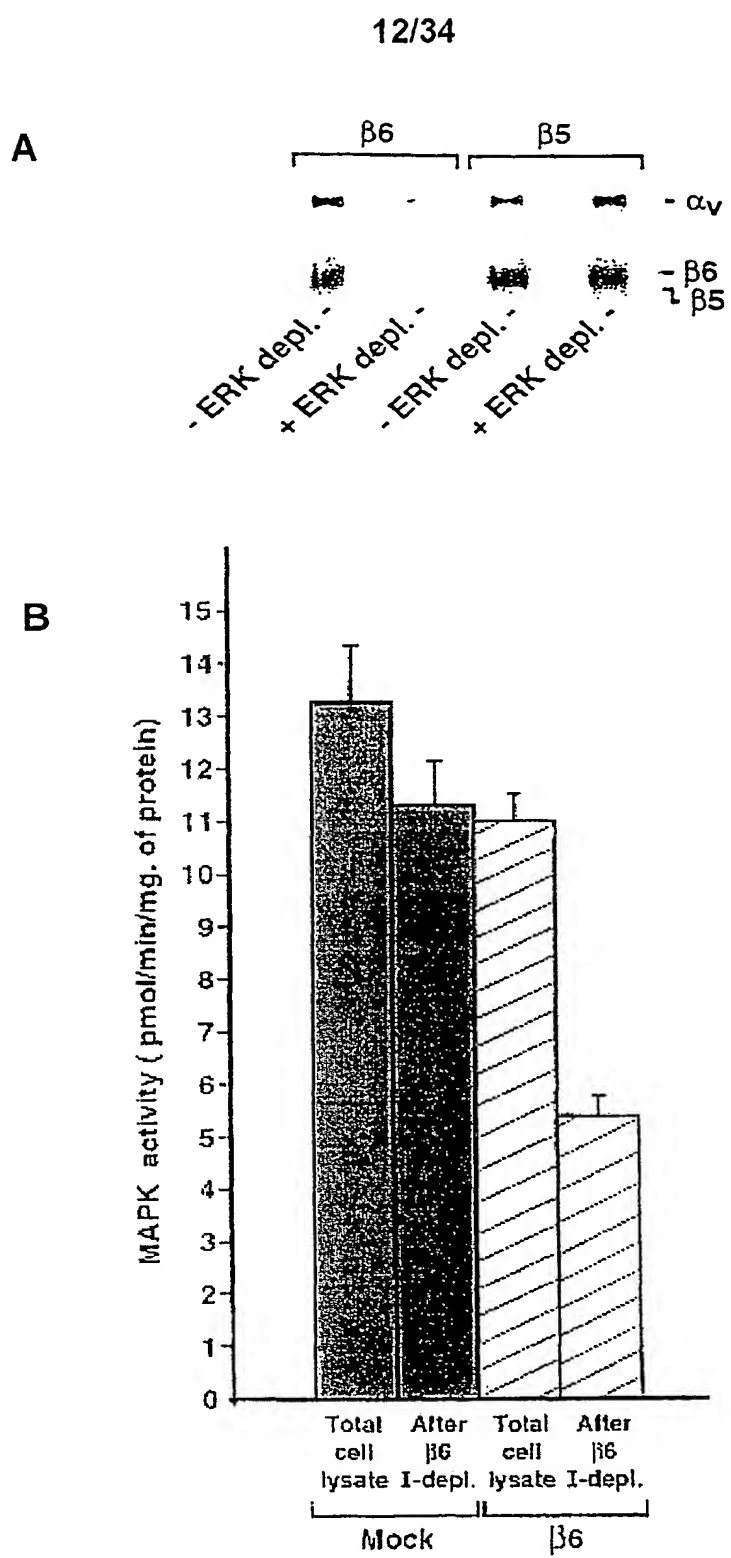 12/34
A
β6 β5
- αv
- β6
β5
- ERK depl. -
+ ERK depl. -
- ERK depl. -
+ ERK depl. -
B
MAPK activity ( pmol/min/mg. of protein)
15
14
13
12
11
10
9
8
7
6
5
4
3
2
1
0
Total After Total After
cell β6 cell β6
lysate I-depl. lysate I-depl.
Mock β6